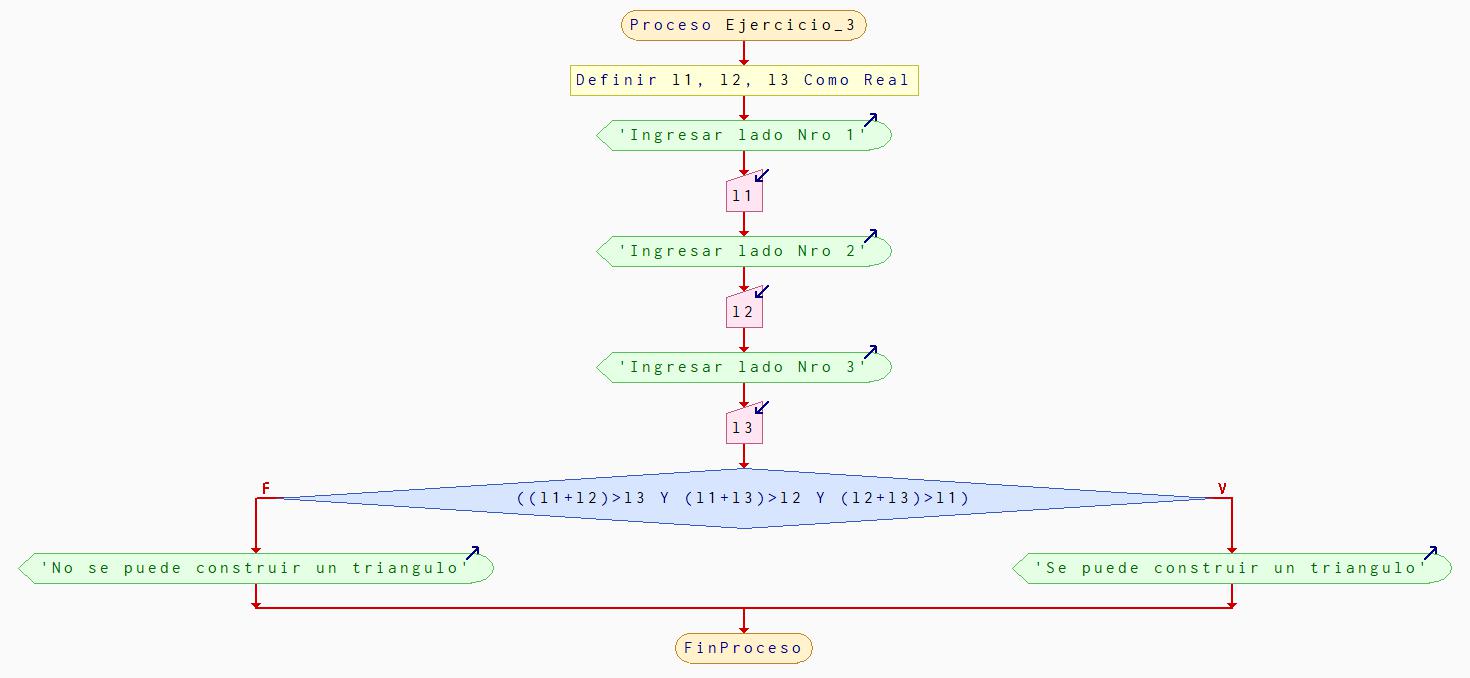 Proceso Ejercicio_3
Definir l1, l2, l3 Como Real
'Ingresar lado Nro 1'
l1
'Ingresar lado Nro 2'
l2
'Ingresar lado Nro 3'
l3
F
V
((l1+l2)>l3 Y (l1+l3)>l2 Y (l2+l3)>l1)
'No se puede construir un triangulo'
'Se puede construir un triangulo'
FinProceso